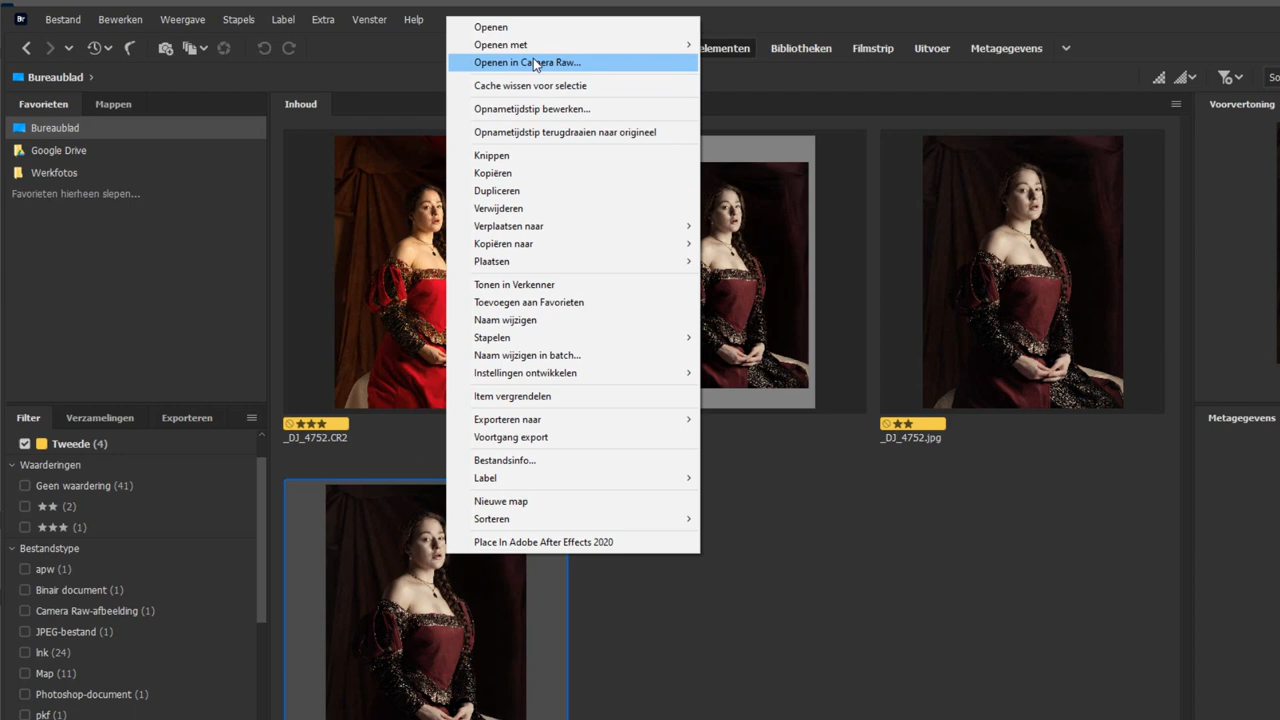 Br Bestand Bewerken Weergave Stapels Label Extra Venster Help
elementen Bibliotheken Filmstrip Uitvoer Metagegevens
Bureaublad
So
Favorieten Mappen
Bureaublad
Google Drive
Werkfotos
Favorieten hierheen slepen...
Filter Verzamelingen Exporteren
Tweede (4)
Waarderingen
Geen waardering (41)
★★ (2)
★★★ (1)
Bestandstype
apw (1)
Binair document (1)
Camera Raw-afbeelding (1)
JPEG-bestand (1)
lnk (24)
Map (11)
Photoshop-document (1)
pkf (1)
Inhoud
★★★
_DJ_4752.CR2
★★
_DJ_4752.jpg
Openen
Openen met
Openen in Camera Raw...
Cache wissen voor selectie
Opnametijdstip bewerken...
Opnametijdstip terugdraaien naar origineel
Knippen
Kopiëren
Dupliceren
Verwijderen
Verplaatsen naar
Kopiëren naar
Plaatsen
Tonen in Verkenner
Toevoegen aan Favorieten
Naam wijzigen
Stapelen
Naam wijzigen in batch...
Instellingen ontwikkelen
Item vergrendelen
Exporteren naar
Voortgang export
Bestandsinfo...
Label
Nieuwe map
Sorteren
Place In Adobe After Effects 2020
Voorvertoning
Metagegevens